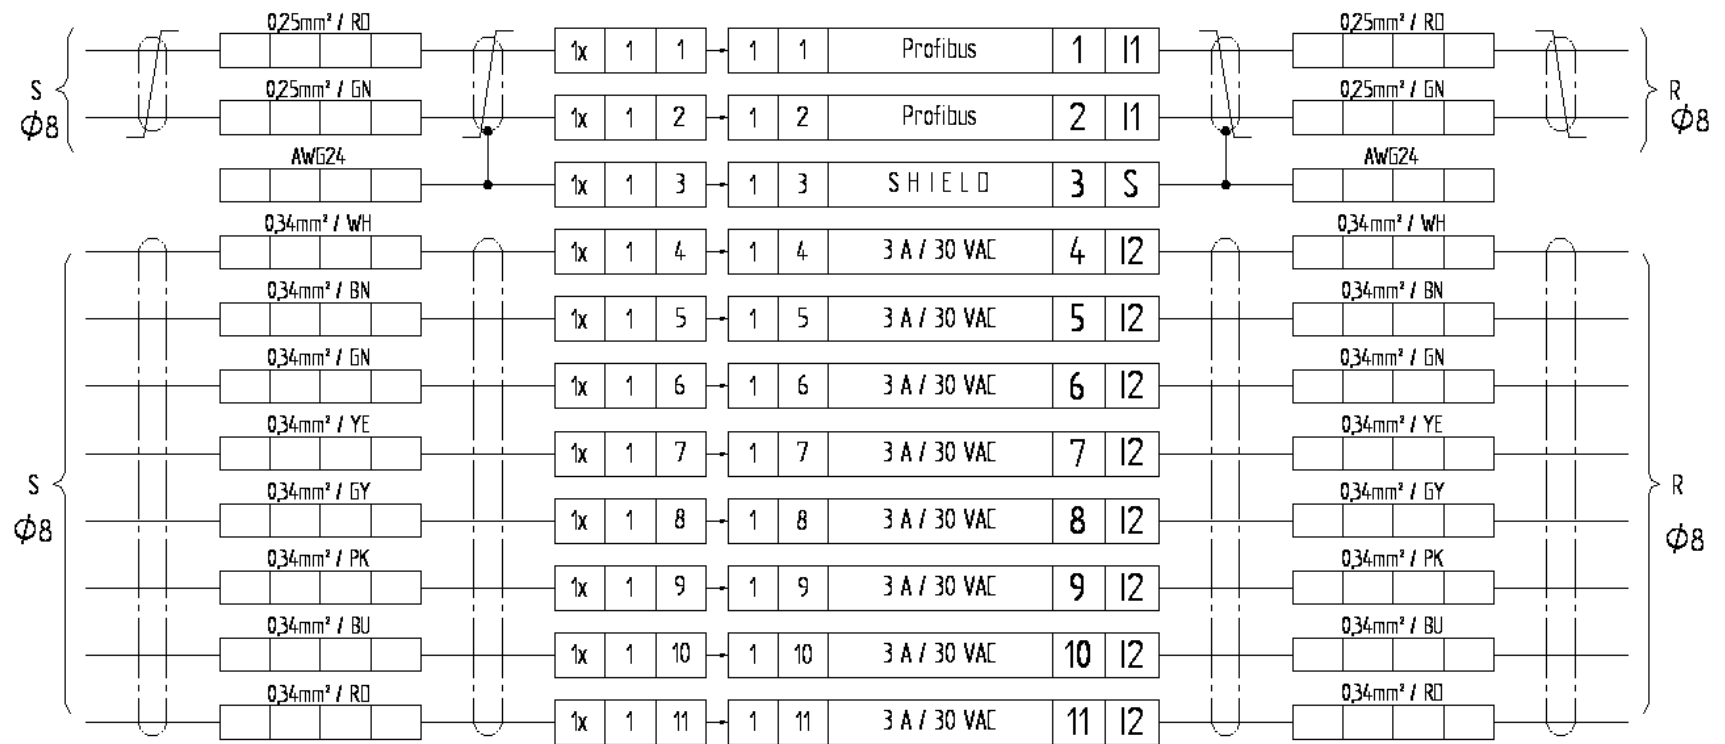 0,25mm² / RD 0,25mm² / RD
1x 1 1 1 1 Profibus 1 I1
S R
0,25mm² / GN 0,25mm² / GN
φ8 1x 1 2 1 2 Profibus 2 I1 φ8
AWG24 AWG24
1x 1 3 1 3 SHIELD 3 S
0,34mm² / WH 0,34mm² / WH
1x 1 4 1 4 3 A / 30 VAC 4 I2
0,34mm² / BN 0,34mm² / BN
1x 1 5 1 5 3 A / 30 VAC 5 I2
0,34mm² / GN 0,34mm² / GN
1x 1 6 1 6 3 A / 30 VAC 6 I2
0,34mm² / YE 0,34mm² / YE
1x 1 7 1 7 3 A / 30 VAC 7 I2
S 0,34mm² / GY 0,34mm² / GY R
φ8 1x 1 8 1 8 3 A / 30 VAC 8 I2 φ8
0,34mm² / PK 0,34mm² / PK
1x 1 9 1 9 3 A / 30 VAC 9 I2
0,34mm² / BU 0,34mm² / BU
1x 1 10 1 10 3 A / 30 VAC 10 I2
0,34mm² / RD 0,34mm² / RD
1x 1 11 1 11 3 A / 30 VAC 11 I2